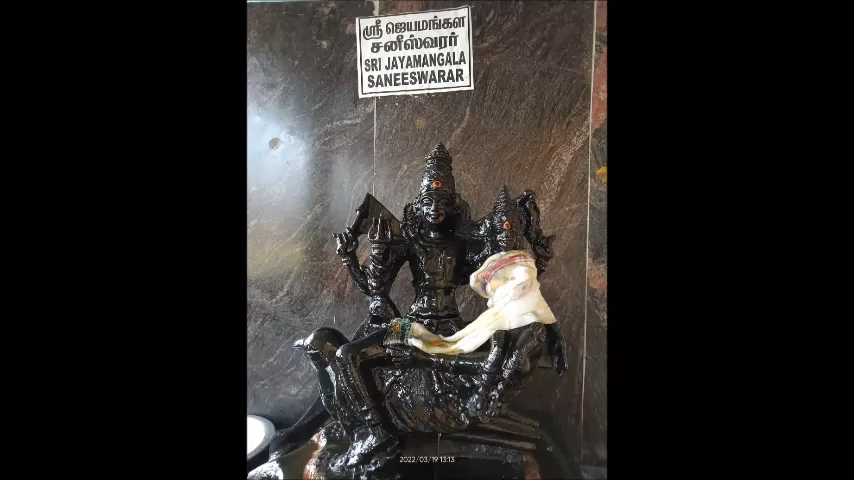 ஸ்ரீ ஜெயமங்கள
சனீஸ்வரர்
SRI JAYAMANGALA
SANEESWARAR
2022/03/19 13:13